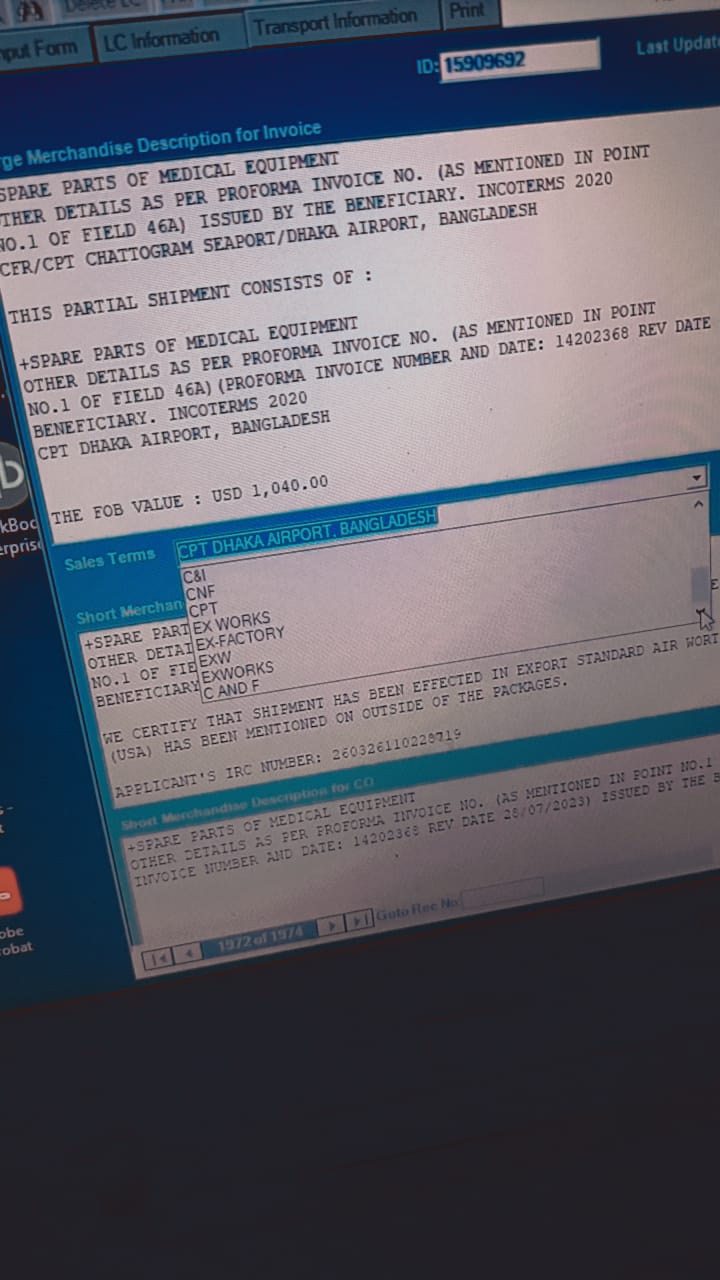 Delete LC
nput Form
LC Information
Transport Information
Print
ID: 15909692
Last Update
rge Merchandise Description for Invoice
SPARE PARTS OF MEDICAL EQUIPMENT
OTHER DETAILS AS PER PROFORMA INVOICE NO. (AS MENTIONED IN POINT
NO.1 OF FIELD 46A) ISSUED BY THE BENEFICIARY. INCOTERMS 2020
CFR/CPT CHATTOGRAM SEAPORT/DHAKA AIRPORT, BANGLADESH
THIS PARTIAL SHIPMENT CONSISTS OF :
+SPARE PARTS OF MEDICAL EQUIPMENT
OTHER DETAILS AS PER PROFORMA INVOICE NO. (AS MENTIONED IN POINT
NO.1 OF FIELD 46A)(PROFORMA INVOICE NUMBER AND DATE: 14202368 REV DATE
BENEFICIARY. INCOTERMS 2020
CPT DHAKA AIRPORT, BANGLADESH
THE FOB VALUE : USD 1,040.00
Sales Terms
CPT DHAKA AIRPORT, BANGLADESH
C&I
CNF
CPT
EX WORKS
EX-FACTORY
EXW
EXWORKS
C AND F
Short Merchan
+SPARE PART
OTHER DETAI
NO.1 OF FIE
BENEFICIARY
WE CERTIFY THAT SHIPMENT HAS BEEN EFFECTED IN EXPORT STANDARD AIR WORT
(USA) HAS BEEN MENTIONED ON OUTSIDE OF THE PACKAGES.
APPLICANT'S IRC NUMBER: 260326110228719
Short Merchandise Description for CO
+SPARE PARTS OF MEDICAL EQUIPMENT
OTHER DETAILS AS PER PROFORMA INVOICE NO. (AS MENTIONED IN POINT NO.1
INVOICE NUMBER AND DATE: 14202368 REV DATE 26/07/2023) ISSUED BY THE B
1972 of 1974
Goto Rec No
kBoo
erpris
obe
robat